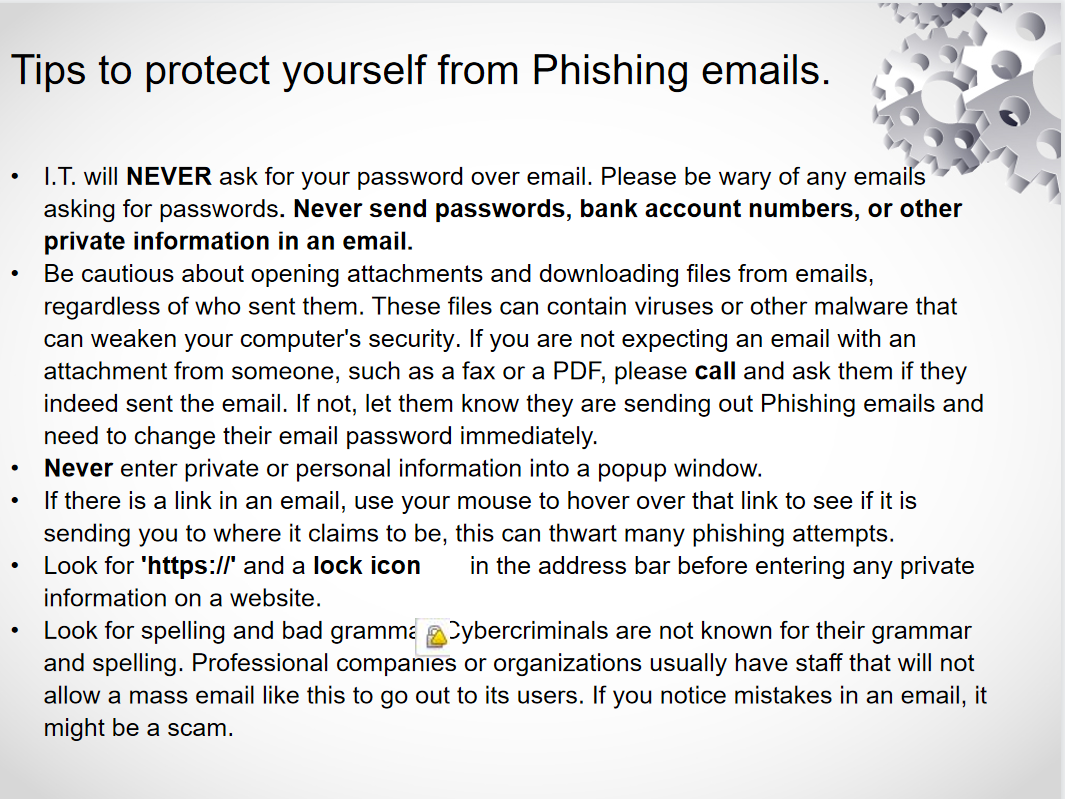 Tips to protect yourself from Phishing emails.
• I.T. will NEVER ask for your password over email. Please be wary of any emails
asking for passwords. Never send passwords, bank account numbers, or other
private information in an email.
• Be cautious about opening attachments and downloading files from emails,
regardless of who sent them. These files can contain viruses or other malware that
can weaken your computer's security. If you are not expecting an email with an
attachment from someone, such as a fax or a PDF, please call and ask them if they
indeed sent the email. If not, let them know they are sending out Phishing emails and
need to change their email password immediately.
• Never enter private or personal information into a popup window.
• If there is a link in an email, use your mouse to hover over that link to see if it is
sending you to where it claims to be, this can thwart many phishing attempts.
• Look for 'https://' and a lock icon in the address bar before entering any private
information on a website.
• Look for spelling and bad gramma Cybercriminals are not known for their grammar
and spelling. Professional companies or organizations usually have staff that will not
allow a mass email like this to go out to its users. If you notice mistakes in an email, it
might be a scam.